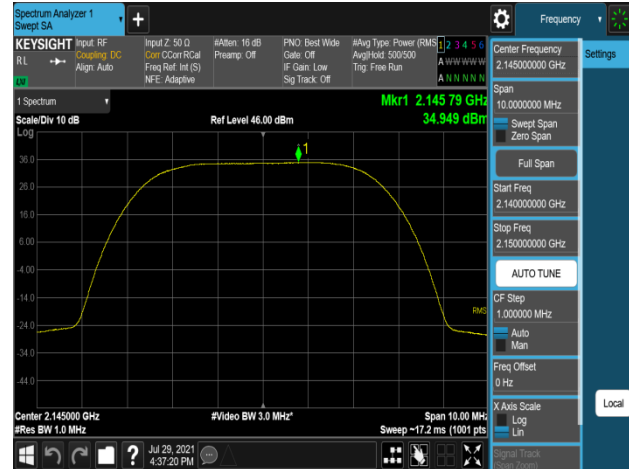 Spectrum Analyzer 1
Swept SA
+
Frequency
KEYSIGHT
RL
LW
Input: RF
Coupling: DC
Align: Auto
Input Z: 50 Ω
Corr CCorr RCal
Freq Ref: Int (S)
NFE: Adaptive
#Atten: 16 dB
Preamp: Off
PNO: Best Wide
Gate: Off
IF Gain: Low
Sig Track: Off
#Avg Type: Power (RMS
Avg|Hold: 500/500
Trig: Free Run
1 2 3 4 5 6
A W W W W W
A N N N N N
1 Spectrum
Scale/Div 10 dB
Log
Ref Level 46.00 dBm
Mkr1 2.145 79 GHz
34.949 dBm
1
36.0
26.0
16.0
6.00
-4.00
-14.0
-24.0
-34.0
-44.0
RMS
Center 2.145000 GHz
#Res BW 1.0 MHz
#Video BW 3.0 MHz*
Span 10.00 MHz
Sweep ~17.2 ms (1001 pts
?
Jul 29, 2021
4:37:20 PM
Center Frequency
2.145000000 GHz
Span
10.0000000 MHz
Swept Span
Zero Span
Full Span
Start Freq
2.140000000 GHz
Stop Freq
2.150000000 GHz
AUTO TUNE
CF Step
1.000000 MHz
Auto
Man
Freq Offset
0 Hz
X Axis Scale
Log
Lin
Signal Track
(Span Zoom)
Settings
Local